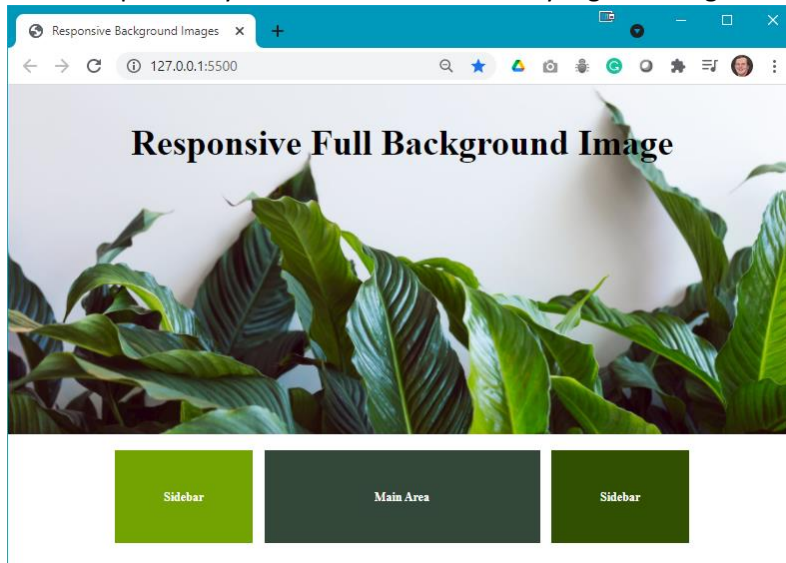 Responsive Background Images
127.0.0.1:5500
Responsive Full Background Image
Sidebar
Main Area
Sidebar